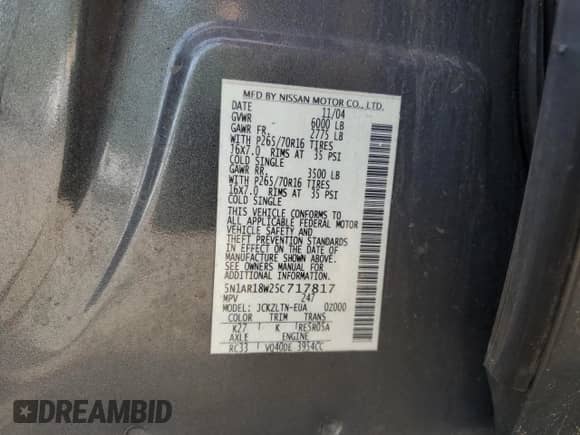 MFD BY NISSAN MOTOR CO., LTD.
DATE 11/04
GVWR 6000 LB
GAWR FR. 2775 LB
WITH P265/70R16 TIRES
16X7.0 RIMS AT 35 PSI
COLD SINGLE
GAWR RR. 3500 LB
WITH P265/70R16 TIRES
16X7.0 RIMS AT 35 PSI
COLD SINGLE
THIS VEHICLE CONFORMS TO
ALL APPLICABLE FEDERAL MOTOR
VEHICLE SAFETY AND
THEFT PREVENTION STANDARDS
IN EFFECT ON THE DATE OF
MANUFACTURE SHOWN ABOVE.
SEE OWNERS MANUAL FOR
ADDITIONAL INFORMATION.
5N1AR18W25C717817
MPV 247
MODEL: JCKZLTN-EUA 02000
COLOR TRIM TRANS
K27 K RE5R05A
AXLE ENGINE
RC33 VQ40DE 3954CC
DREAMBID